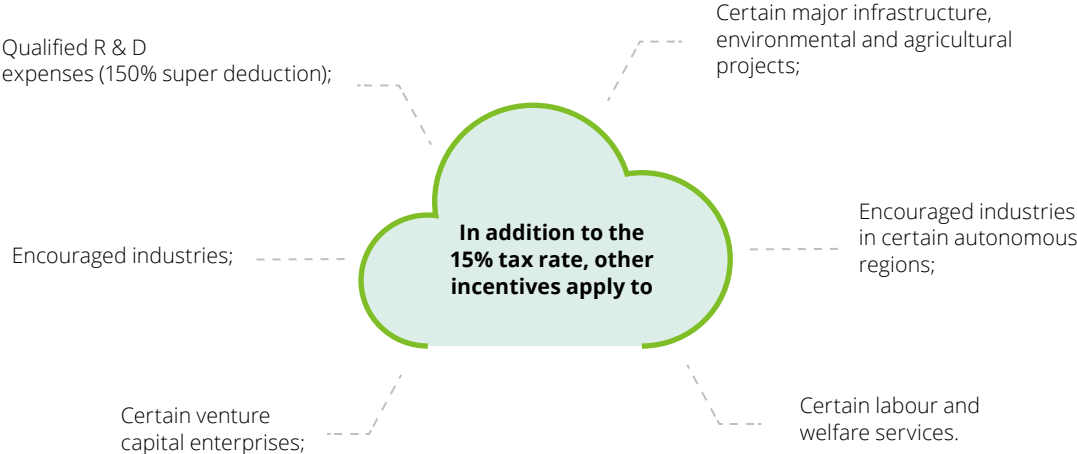 Qualified R & D
expenses (150% super deduction);
Certain major infrastructure,
environmental and agricultural
projects;
Encouraged industries;
In addition to the
15% tax rate, other
incentives apply to
Encouraged industries
in certain autonomous
regions;
Certain venture
capital enterprises;
Certain labour and
welfare services.